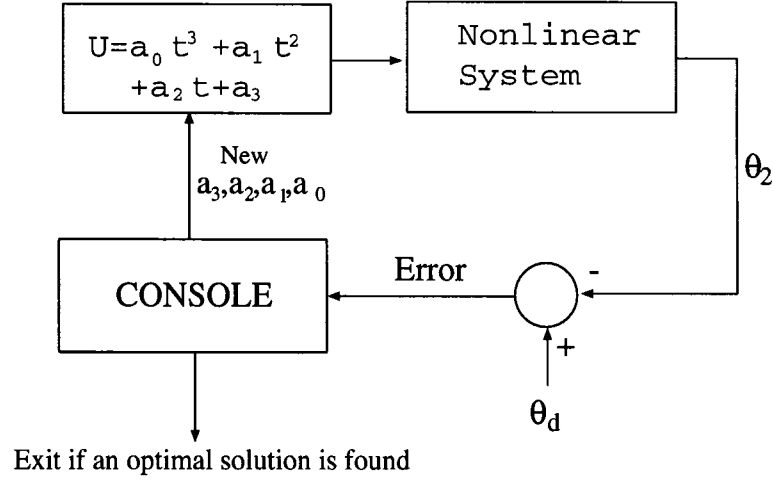 U=a₀ t³ +a₁ t²
+a₂ t+a₃
Nonlinear
System
New
a₃,a₂,a₁,a₀
θ₂
CONSOLE
Error
-
+
θd
Exit if an optimal solution is found